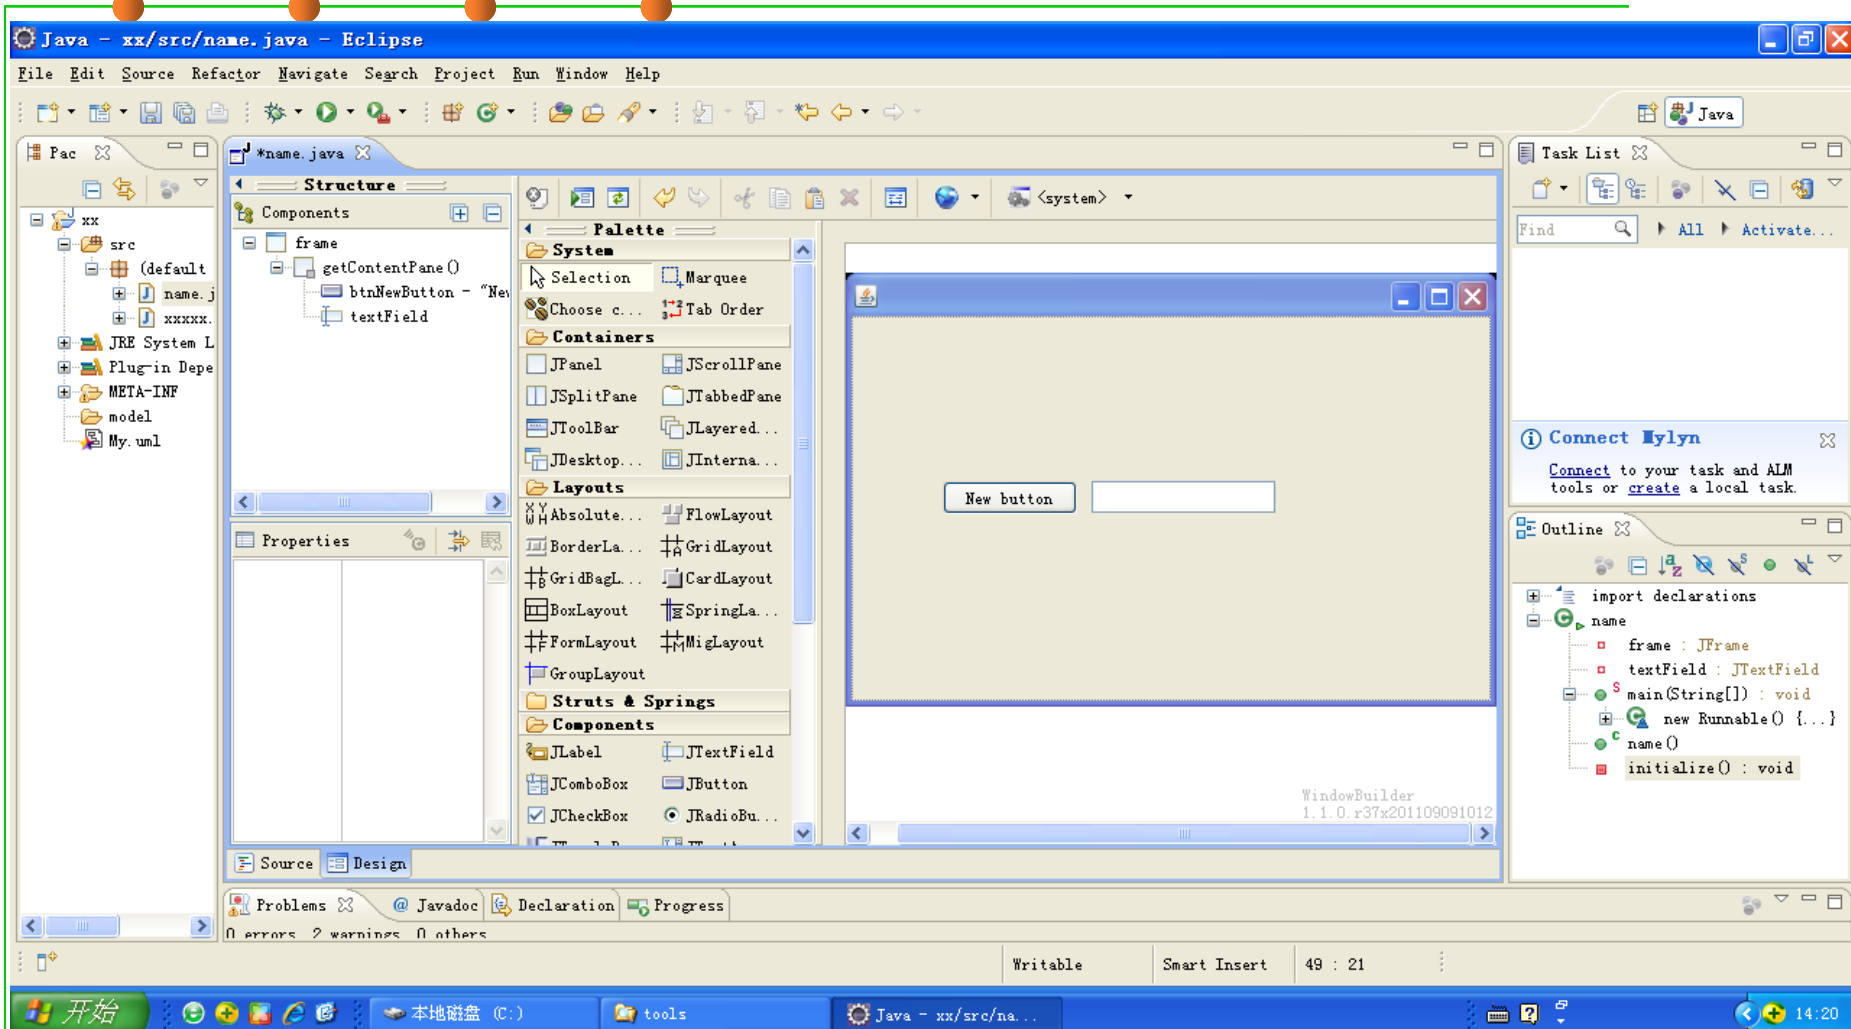 Java - xx/src/name.java - Eclipse
File Edit Source Refactor Navigate Search Project Run Window Help
Java
Pac
*name.java
Task List
Structure
Components
<system>
Palette
Find
All
Activate...
xx
src
(default
name.j
xxxxx.
JRE System L
Plug-in Depe
META-INF
model
My.uml
frame
getContentPane()
btnNewButton - "Nev
textField
Properties
System
Selection
Marquee
Choose c...
Tab Order
Containers
JPanel
JScrollPane
JSplitPane
JTabbedPane
JToolBar
JLayered...
JDesktop...
JInterna...
Layouts
Absolute...
FlowLayout
BorderLa...
GridLayout
GridBagL...
CardLayout
BoxLayout
SpringLa...
FormLayout
MigLayout
GroupLayout
Struts & Springs
Components
JLabel
JTextField
JComboBox
JButton
JCheckBox
JRadioBu...
New button
WindowBuilder
1.1.0.r37x201109091012
Connect Mylyn
Connect to your task and ALM
tools or create a local task.
Outline
import declarations
name
frame : JFrame
textField : JTextField
main(String[]) : void
new Runnable() {...}
name()
initialize() : void
Source
Design
Problems
@ Javadoc
Declaration
Progress
0 errors, 2 warnings, 0 others
Writable
Smart Insert
49 : 21
开始
本地磁盘 (C:)
tools
Java - xx/src/na...
14:20